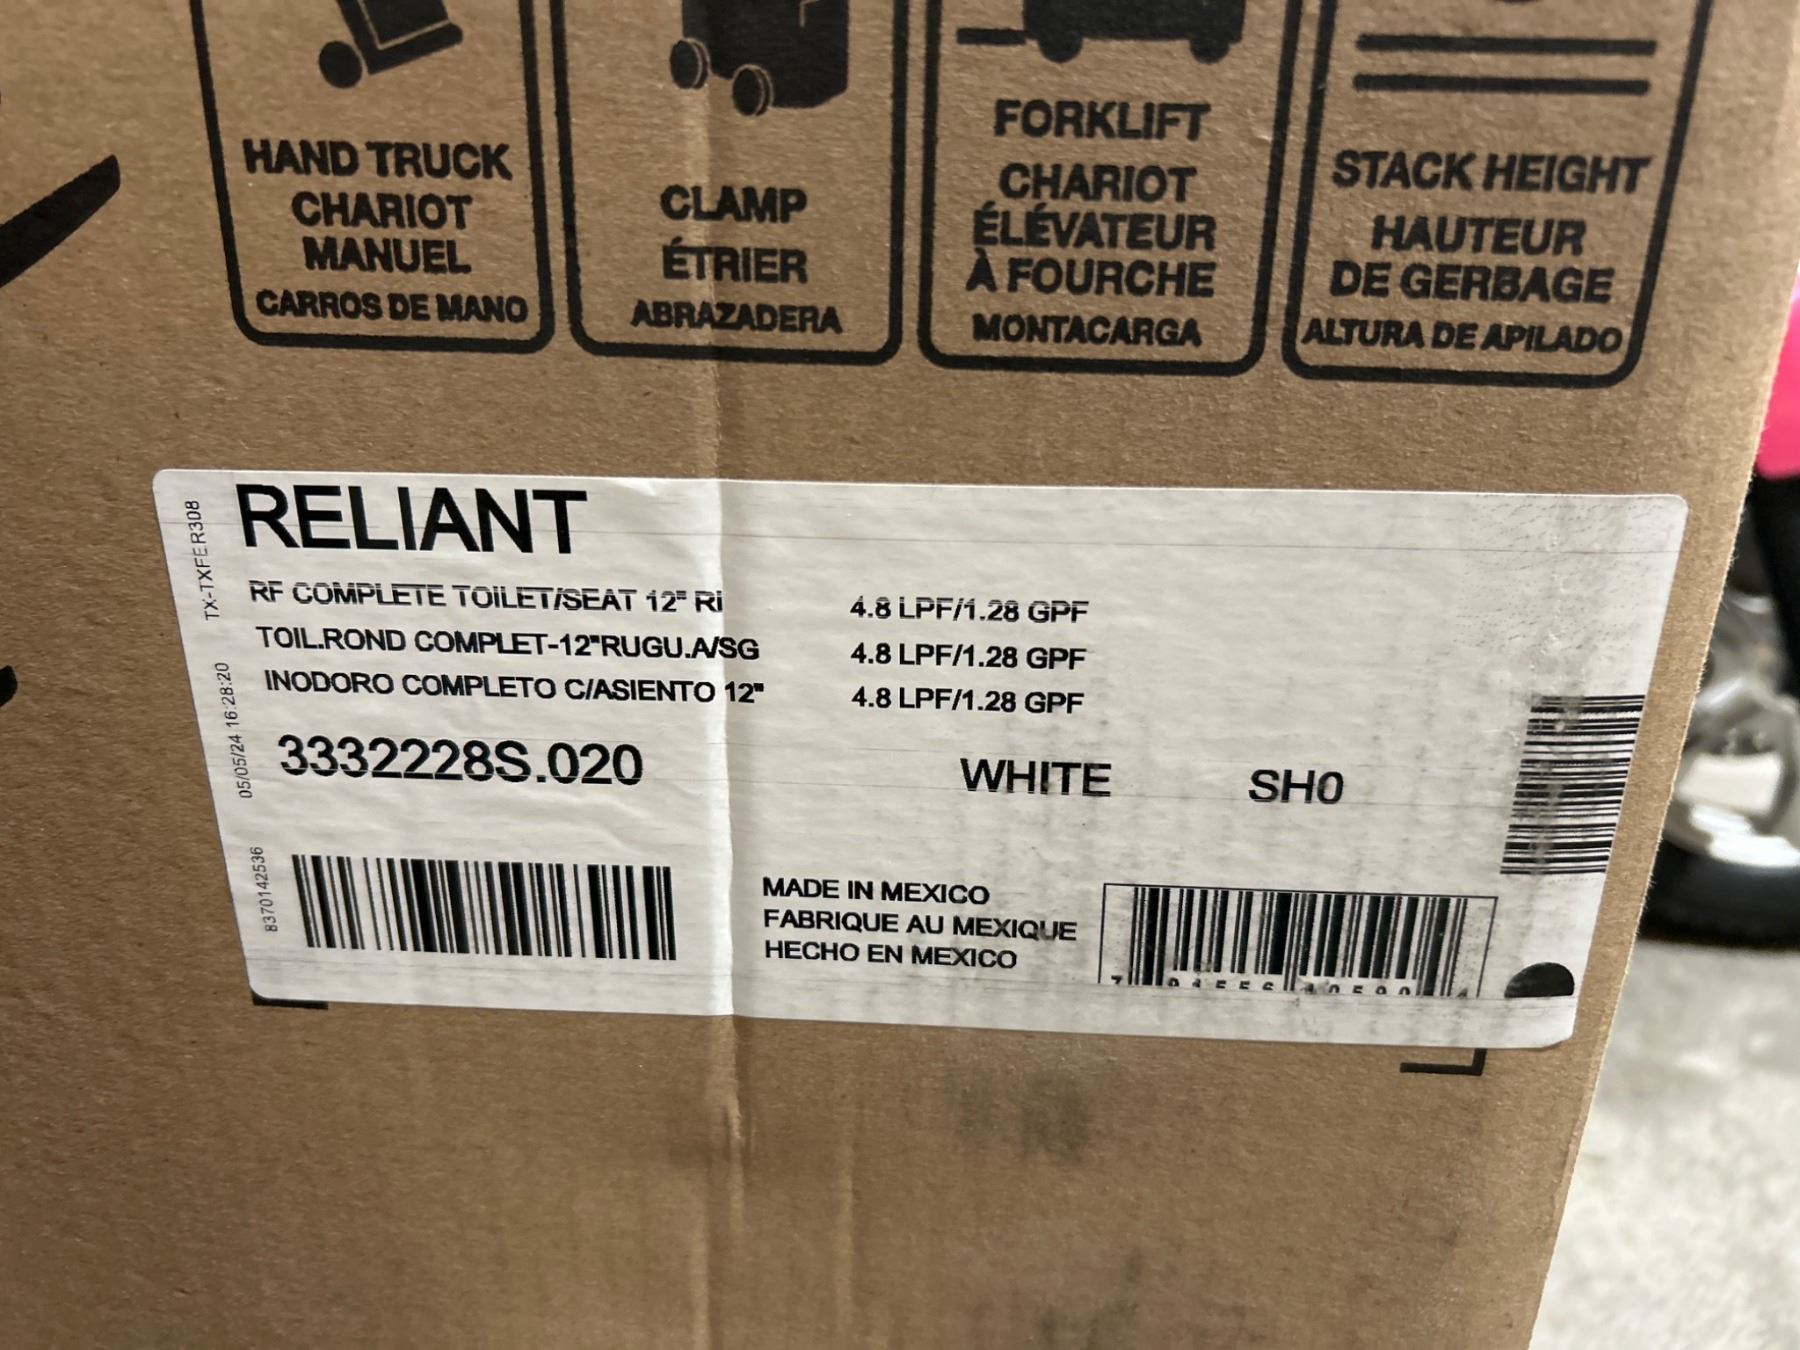 HAND TRUCK
CHARIOT
MANUEL
CARROS DE MANO
CLAMP
ÉTRIER
ABRAZADERA
FORKLIFT
CHARIOT
ÉLÉVATEUR
À FOURCHE
MONTACARGA
STACK HEIGHT
HAUTEUR
DE GERBAGE
ALTURA DE APILADO
TX-TXFER308
05/05/24 16:28:20
8370142536
RELIANT
RF COMPLETE TOILET/SEAT 12" RI 4.8 LPF/1.28 GPF
TOIL.ROND COMPLET-12"RUGU.A/SG 4.8 LPF/1.28 GPF
INODORO COMPLETO C/ASIENTO 12" 4.8 LPF/1.28 GPF
3332228S.020 WHITE SH0
MADE IN MEXICO
FABRIQUE AU MEXIQUE
HECHO EN MEXICO